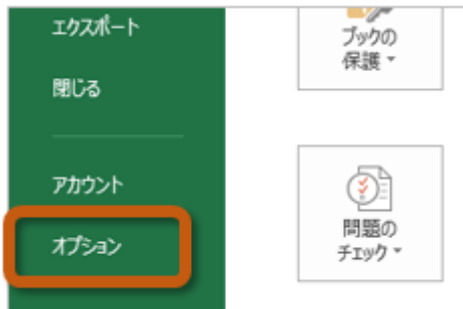 エクスポート
閉じる
アカウント
オプション
ブックの
保護
問題の
チェック